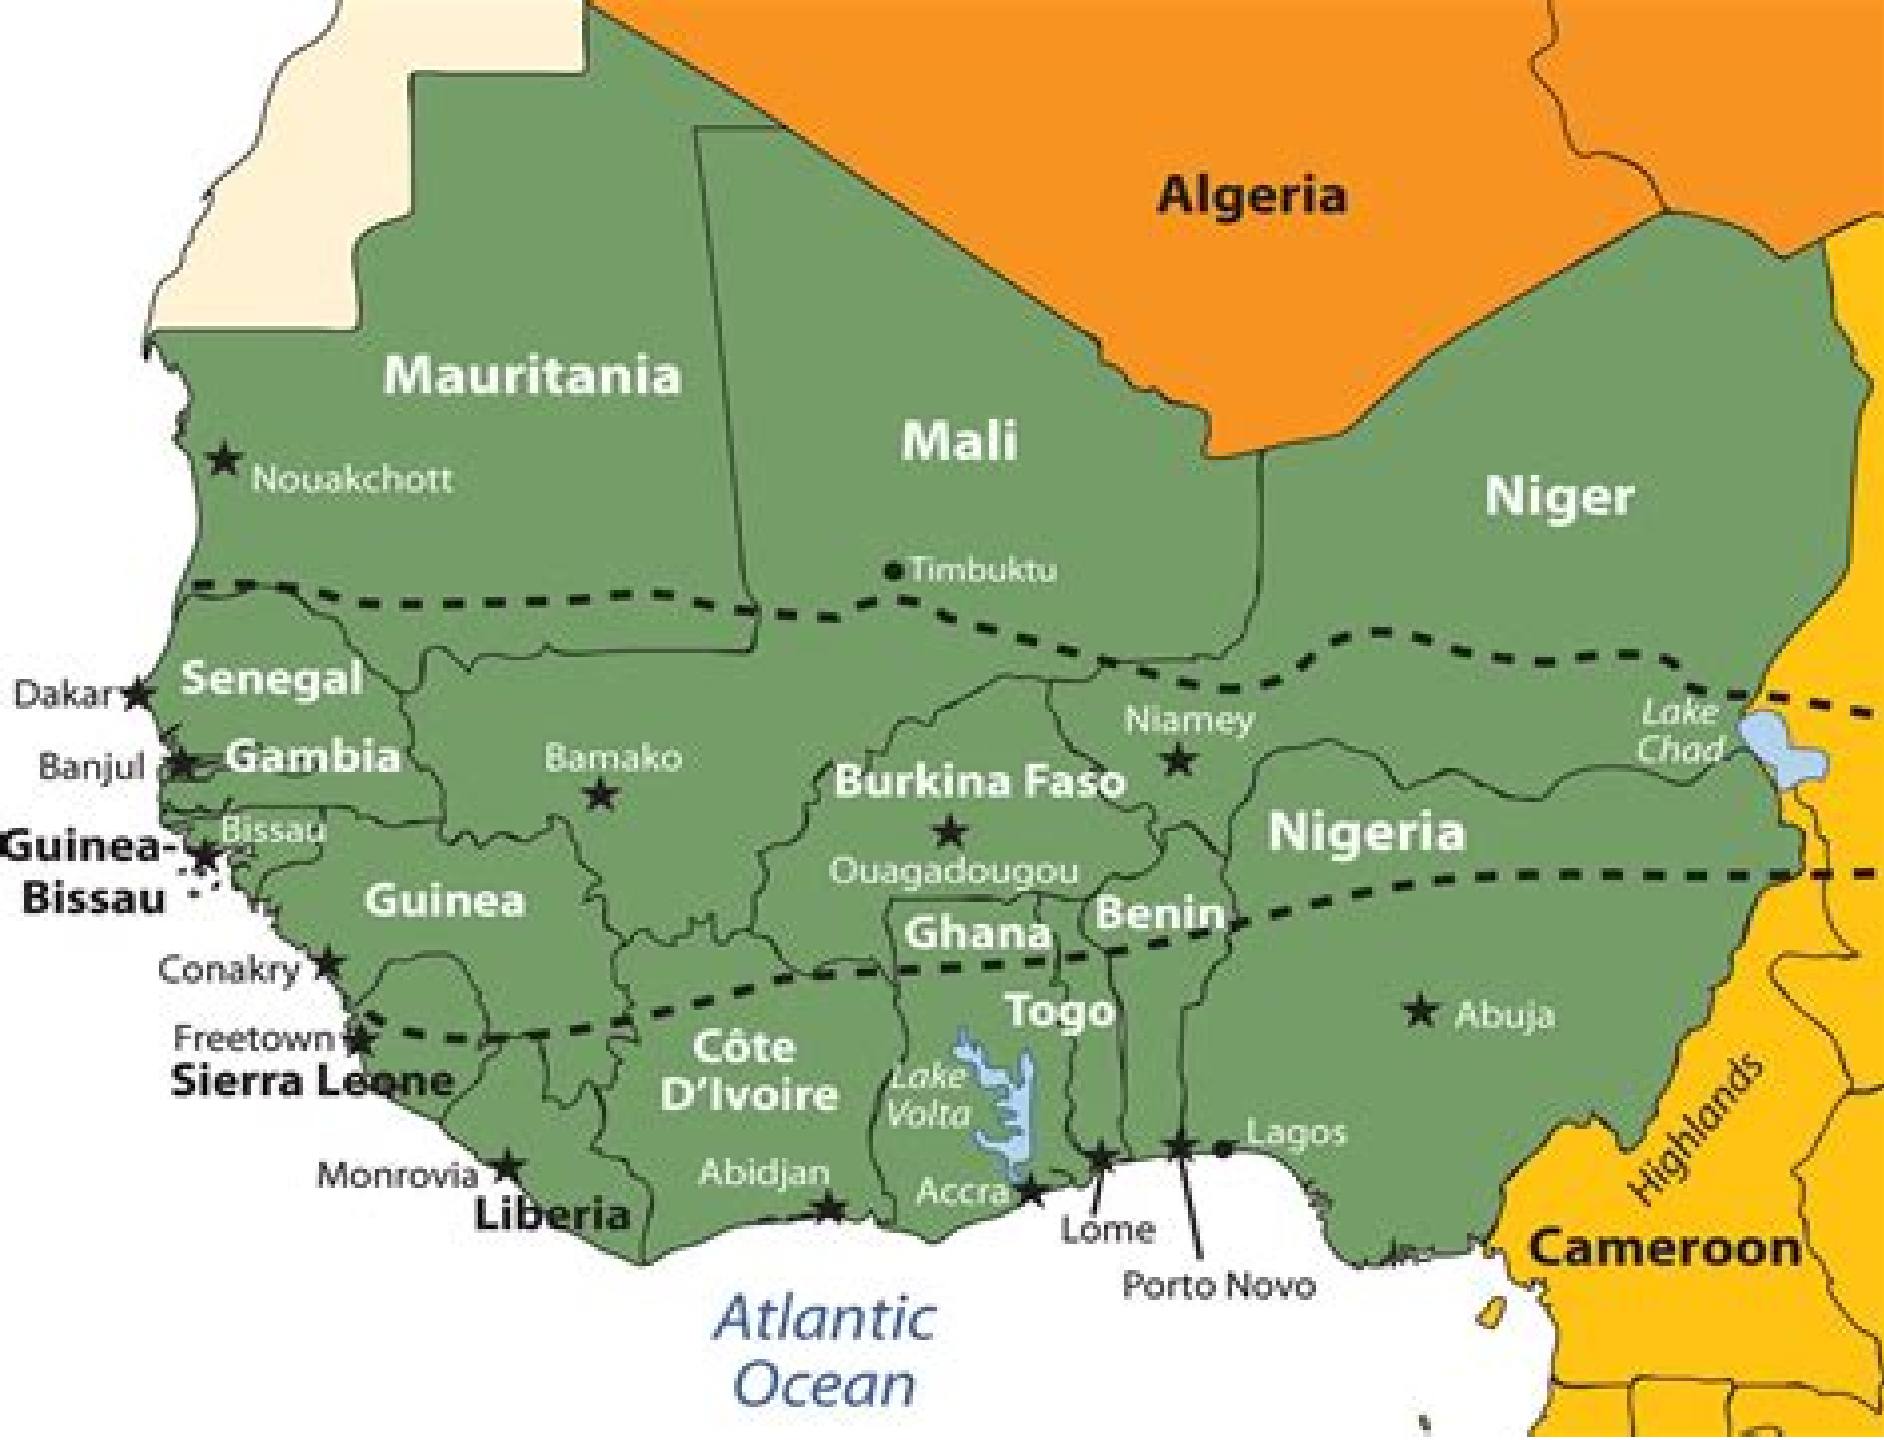 Algeria
Mauritania
Mali
Nouakchott
Niger
Timbuktu
Senegal
Dakar
Lake
Chad
Niamey
Gambia
Banjul
Bamako
Burkina Faso
Bissau
Guinea-
Bissau
Nigeria
Ouagadougou
Guinea
Ghana
Benin
Conakry
Togo
Abuja
Freetown
Sierra Leone
Côte
D'Ivoire
Lake
Volta
Highlands
Lagos
Monrovia
Abidjan
Accra
Liberia
Lome
Cameroon
Porto Novo
Atlantic
Ocean